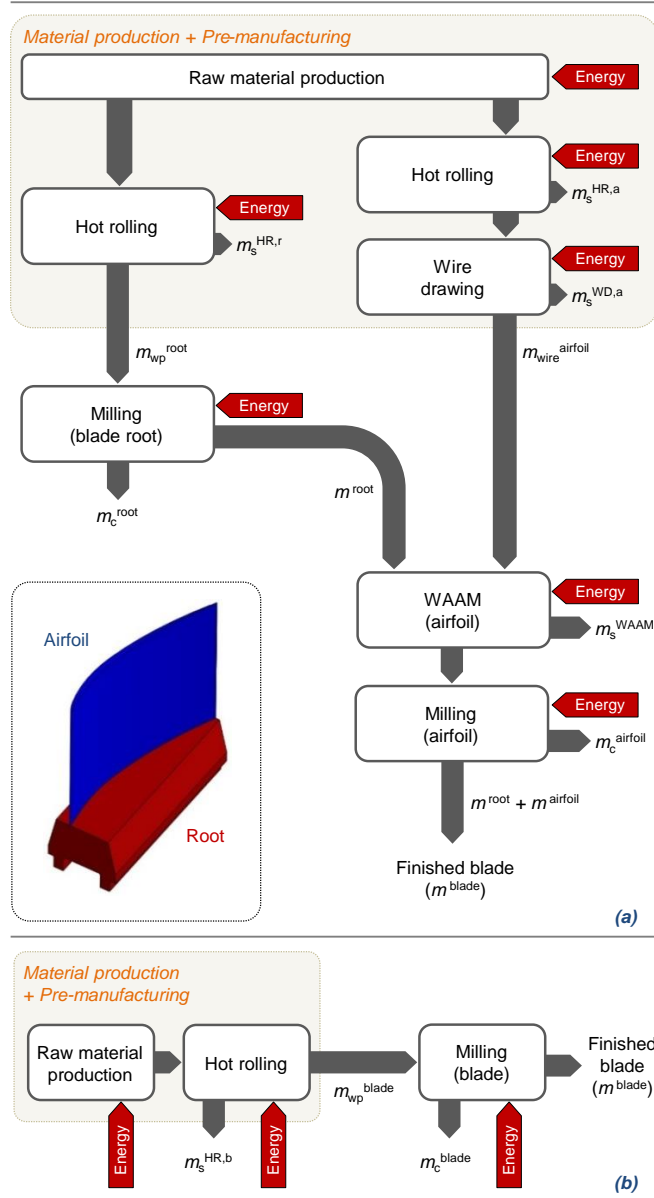 Material production + Pre-manufacturing
Raw material production
Energy
Hot rolling
Energy
m_s^HR,a
Hot rolling
Energy
m_s^HR,r
Wire
drawing
Energy
m_s^WD,a
m_wp^root
m_wire^airfoil
Milling
(blade root)
Energy
m^root
m_c^root
WAAM
(airfoil)
Energy
m_s^WAAM
Airfoil
Root
Milling
(airfoil)
Energy
m_c^airfoil
m^root + m^airfoil
Finished blade
(m^blade)
(a)
Material production
+ Pre-manufacturing
Raw material
production
Energy
Hot rolling
Energy
m_s^HR,b
m_wp^blade
Milling
(blade)
Energy
m_c^blade
Finished
blade
(m^blade)
(b)